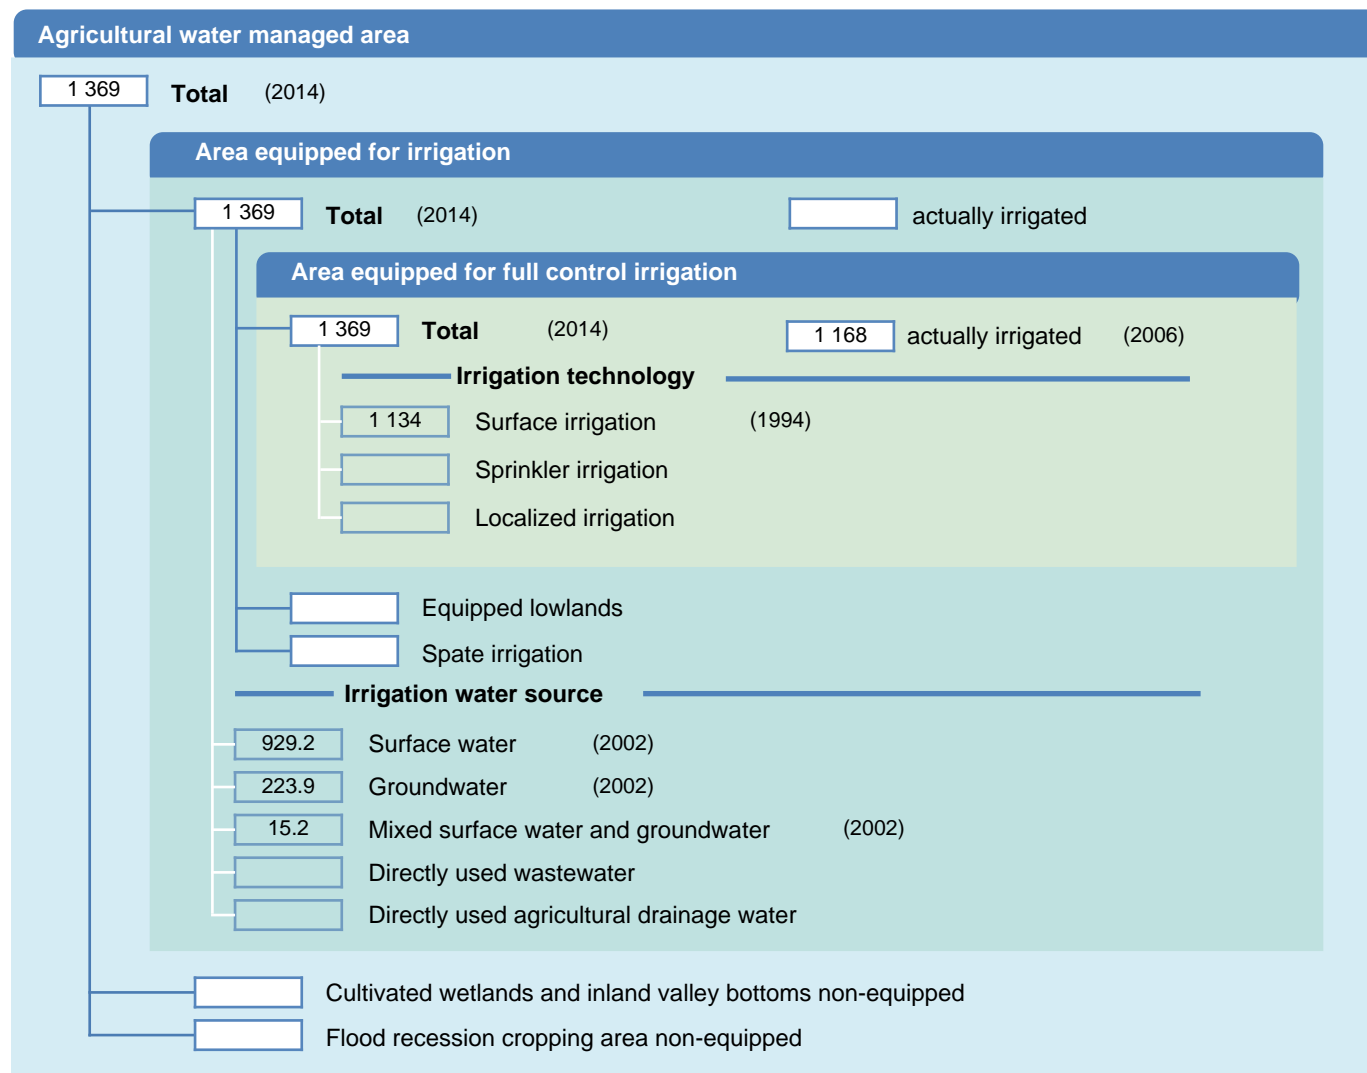 Agricultural water managed area
1 369 Total (2014)
Area equipped for irrigation
1 369 Total (2014) actually irrigated
Area equipped for full control irrigation
1 369 Total (2014) 1 168 actually irrigated (2006)
Irrigation technology
1 134 Surface irrigation (1994)
Sprinkler irrigation
Localized irrigation
Equipped lowlands
Spate irrigation
Irrigation water source
929.2 Surface water (2002)
223.9 Groundwater (2002)
15.2 Mixed surface water and groundwater (2002)
Directly used wastewater
Directly used agricultural drainage water
Cultivated wetlands and inland valley bottoms non-equipped
Flood recession cropping area non-equipped